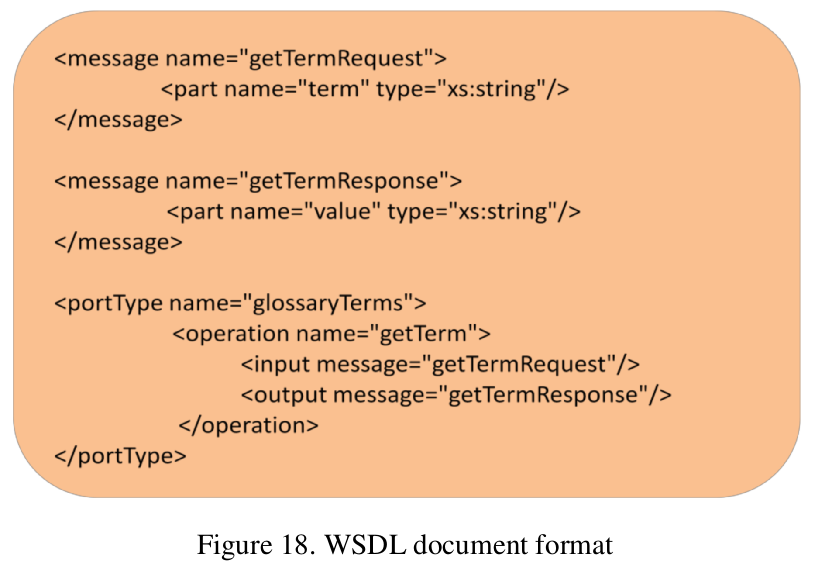 <message name="getTermRequest">
<part name="term" type="xs:string"/>
</message>
<message name="getTermResponse">
<part name="value" type="xs:string"/>
</message>
<portType name="glossaryTerms">
<operation name="getTerm">
<input message="getTermRequest"/>
<output message="getTermResponse"/>
</operation>
</portType>
Figure 18. WSDL document format